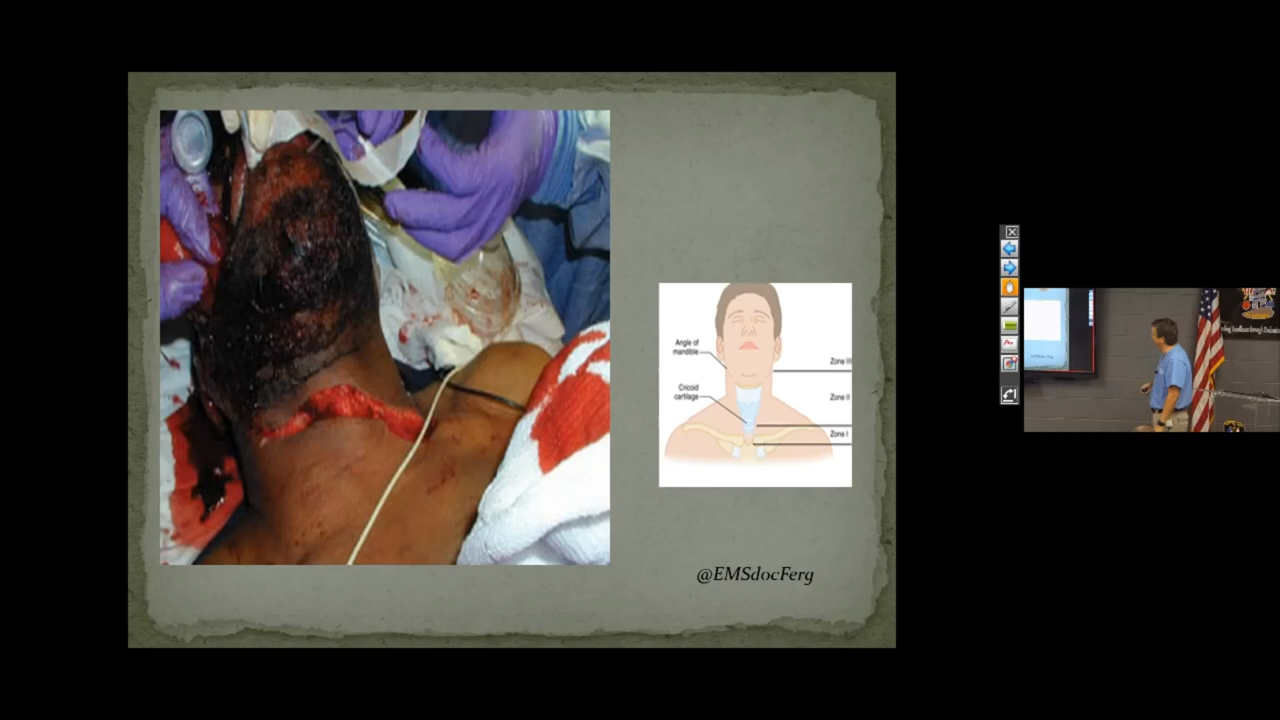 Angle of
mandible
Zone III
Cricoid
cartilage
Zone II
Zone I
@EMSdocFerg